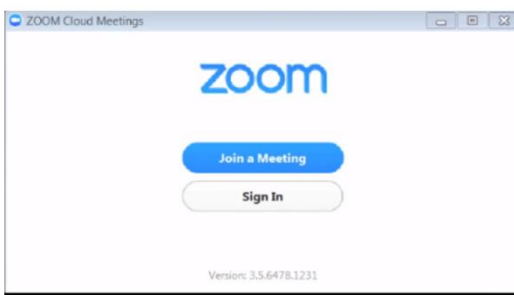 ZOOM Cloud Meetings
zoom
Join a Meeting
Sign In
Version: 3.5.6478.1231